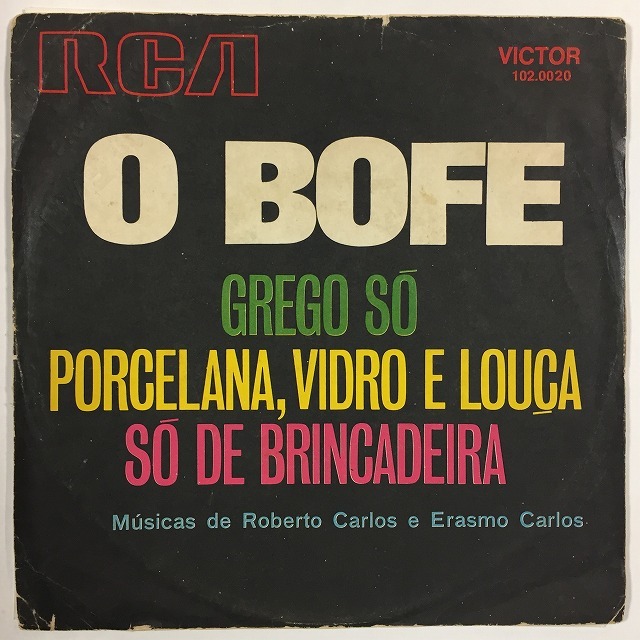 RCA
VICTOR
102.0020
O BOFE
GREGO SÓ
PORCELANA, VIDRO E LOUÇA
SÓ DE BRINCADEIRA
Músicas de Roberto Carlos e Erasmo Carlos